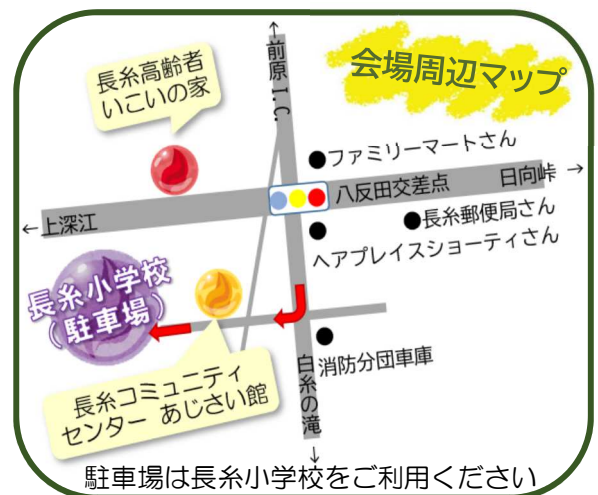 会場周辺マップ
←前原 I.C.
長糸高齢者
いこいの家
ファミリーマートさん
八反田交差点
日向峠 →
←上深江
長糸郵便局さん
ヘアプレイスショーティさん
長糸小学校
(駐車場)
消防分団車庫
長糸コミュニティ
センター あじさい館
白糸の滝→
駐車場は長糸小学校をご利用ください